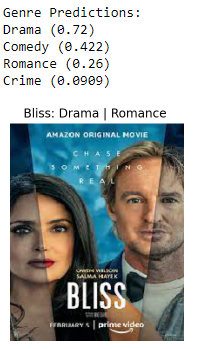 Genre Predictions:
Drama (0.72)
Comedy (0.422)
Romance (0.26)
Crime (0.0909)
Bliss: Drama | Romance
AMAZON ORIGINAL MOVIE
CHASE
SOMETHING
REAL
OWEN WILSON
SALMA HAYEK
BLISS
FEBRUARY 5 | prime video